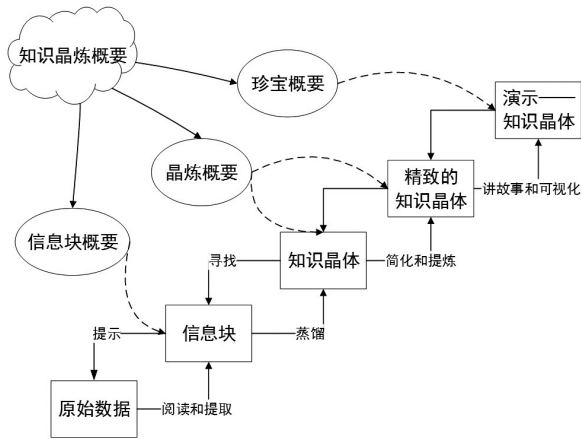 知识晶炼概要
珍宝概要
演示——
知识晶体
晶炼概要
精致的
知识晶体
讲故事和可视化
信息块概要
寻找
知识晶体
简化和提炼
提示
信息块
蒸馏
原始数据
阅读和提取